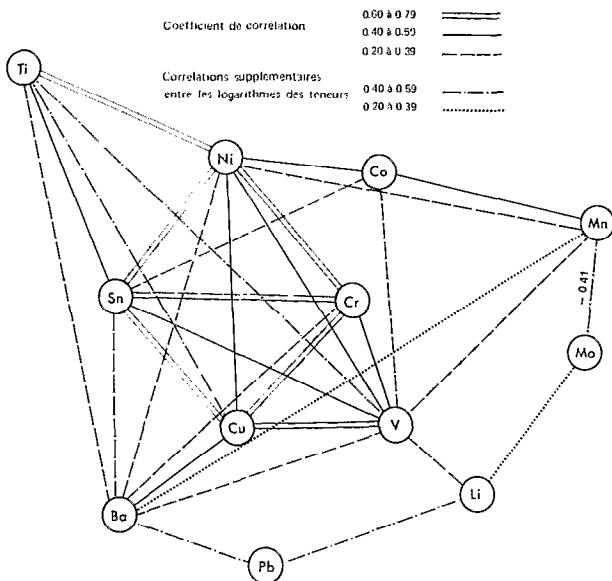 Coefficient de corrélation
0.60 à 0.79
0.40 à 0.59
0.20 à 0.39
Corrélations supplémentaires
entre les logarithmes des teneurs
0.40 à 0.59
0.20 à 0.39
Ti
Ni
Co
Mn
Sn
Cr
- 0.41
Mo
Cu
V
Ba
Li
Pb